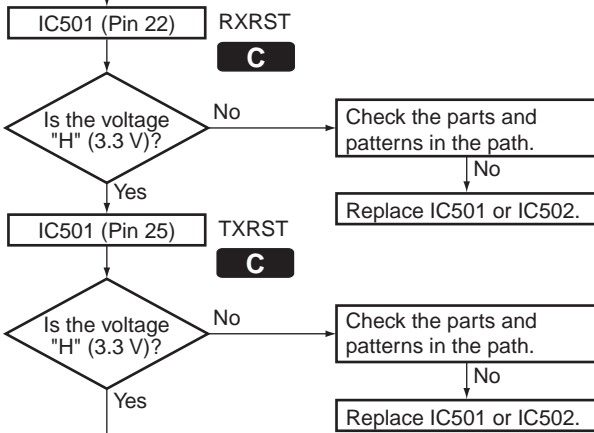 IC501 (Pin 22)
RXRST
C
Is the voltage
"H" (3.3 V)?
No
Check the parts and
patterns in the path.
No
Replace IC501 or IC502.
Yes
IC501 (Pin 25)
TXRST
C
Is the voltage
"H" (3.3 V)?
No
Check the parts and
patterns in the path.
No
Replace IC501 or IC502.
Yes